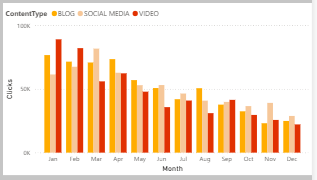 ContentType BLOG SOCIAL MEDIA VIDEO
100K
50K
0K
Clicks
Jan Feb Mar Apr May Jun Jul Aug Sep Oct Nov Dec
Month